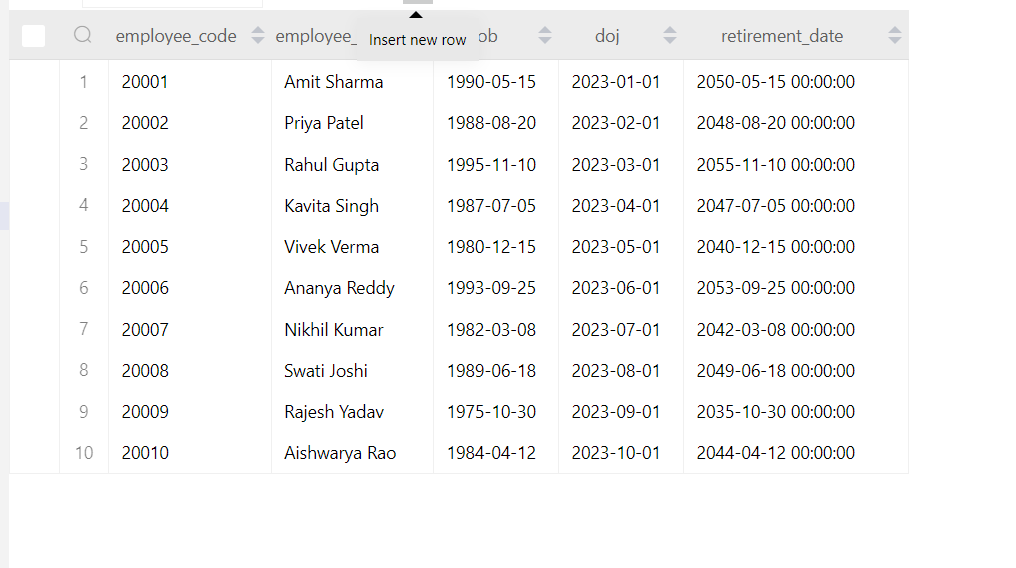 employee_code employee_ ob doj retirement_date
Insert new row
1 20001 Amit Sharma 1990-05-15 2023-01-01 2050-05-15 00:00:00
2 20002 Priya Patel 1988-08-20 2023-02-01 2048-08-20 00:00:00
3 20003 Rahul Gupta 1995-11-10 2023-03-01 2055-11-10 00:00:00
4 20004 Kavita Singh 1987-07-05 2023-04-01 2047-07-05 00:00:00
5 20005 Vivek Verma 1980-12-15 2023-05-01 2040-12-15 00:00:00
6 20006 Ananya Reddy 1993-09-25 2023-06-01 2053-09-25 00:00:00
7 20007 Nikhil Kumar 1982-03-08 2023-07-01 2042-03-08 00:00:00
8 20008 Swati Joshi 1989-06-18 2023-08-01 2049-06-18 00:00:00
9 20009 Rajesh Yadav 1975-10-30 2023-09-01 2035-10-30 00:00:00
10 20010 Aishwarya Rao 1984-04-12 2023-10-01 2044-04-12 00:00:00